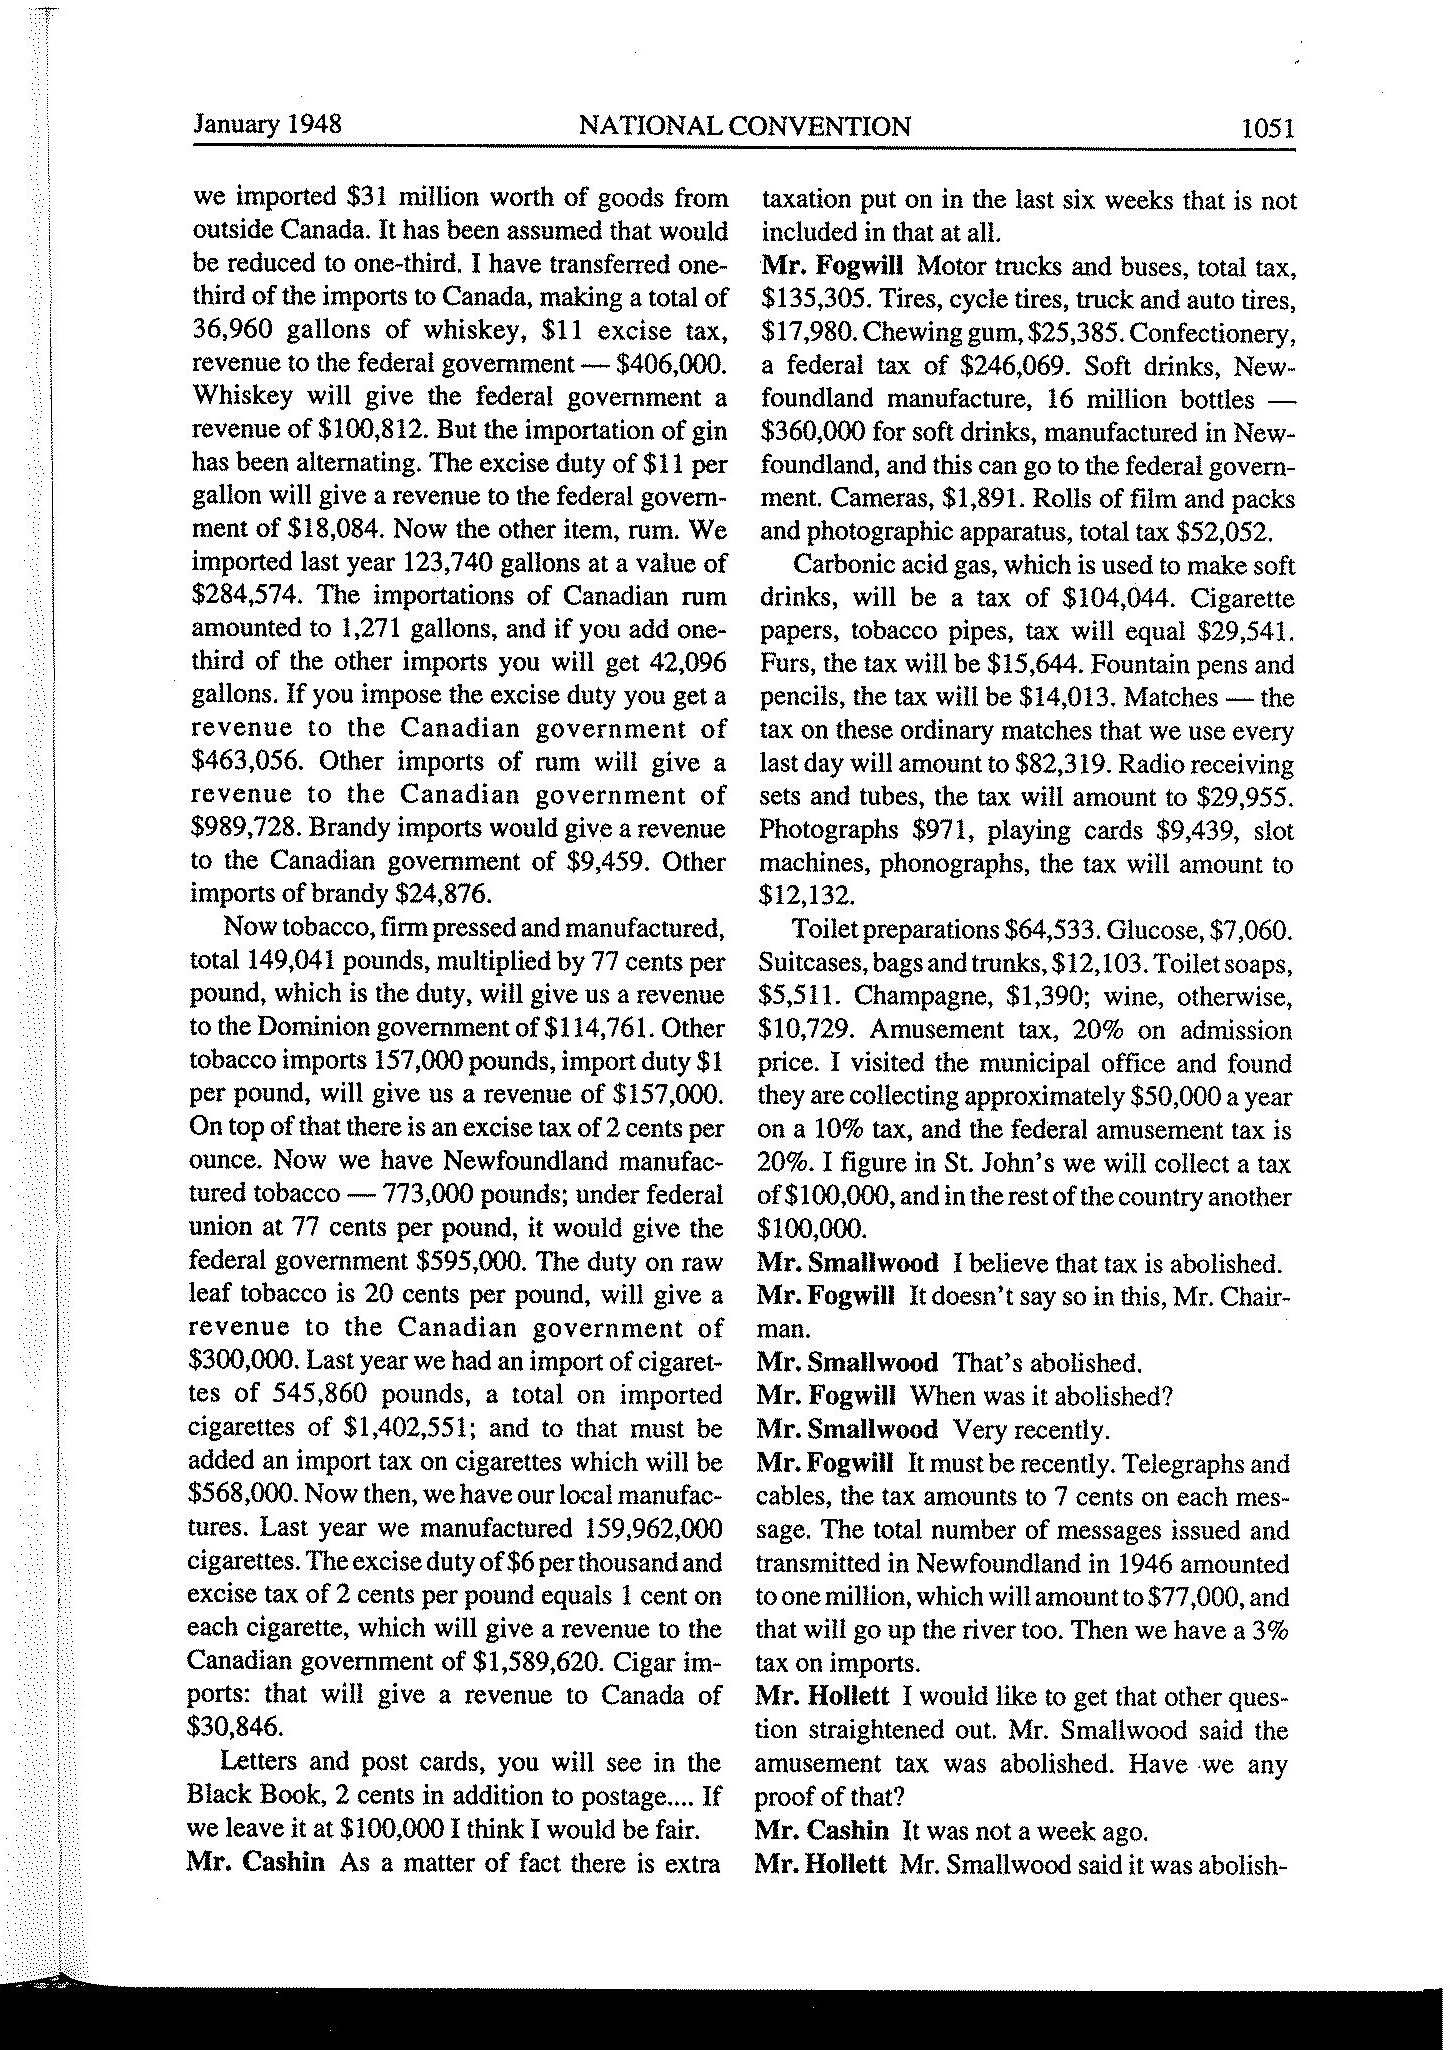 January 1948
NATIONAL CONVENTION
1051
we imported $31 million worth of goods from
outside Canada. It has been assumed that would
be reduced to one-third. I have transferred one-
third of the imports to Canada, making a total of
36,960 gallons of whiskey, $11 excise tax,
revenue to the federal government — $406,000.
Whiskey will give the federal government a
revenue of $100,812. But the importation of gin
has been alternating. The excise duty of $11 per
gallon will give a revenue to the federal govern-
ment of $18,084. Now the other item, rum. We
imported last year 123,740 gallons at a value of
$284,574. The importations of Canadian rum
amounted to 1,271 gallons, and if you add one-
third of the other imports you will get 42,096
gallons. If you impose the excise duty you get a
revenue to the Canadian government of
$463,056. Other imports of rum will give a
revenue to the Canadian government of
$989,728. Brandy imports would give a revenue
to the Canadian government of $9,459. Other
imports of brandy $24,876.
Now tobacco, firm pressed and manufactured,
total 149,041 pounds, multiplied by 77 cents per
pound, which is the duty, will give us a revenue
to the Dominion government of $114,761. Other
tobacco imports 157,000 pounds, import duty $1
per pound, will give us a revenue of $157,000.
On top of that there is an excise tax of 2 cents per
ounce. Now we have Newfoundland manufac-
tured tobacco — 773,000 pounds; under federal
union at 77 cents per pound, it would give the
federal government $595,000. The duty on raw
leaf tobacco is 20 cents per pound, will give a
revenue to the Canadian government of
$300,000. Last year we had an import of cigaret-
tes of 545,860 pounds, a total on imported
cigarettes of $1,402,551; and to that must be
added an import tax on cigarettes which will be
$568,000. Now then, we have our local manufac-
tures. Last year we manufactured 159,962,000
cigarettes. The excise duty of $6 per thousand and
excise tax of 2 cents per pound equals 1 cent on
each cigarette, which will give a revenue to the
Canadian government of $1,589,620. Cigar im-
ports: that will give a revenue to Canada of
$30,846.
Letters and post cards, you will see in the
Black Book, 2 cents in addition to postage.... If
we leave it at $100,000 I think I would be fair.
Mr. Cashin As a matter of fact there is extra
taxation put on in the last six weeks that is not
included in that at all.
Mr. Fogwill Motor trucks and buses, total tax,
$135,305. Tires, cycle tires, truck and auto tires,
$17,980. Chewing gum, $25,385. Confectionery,
a federal tax of $246,069. Soft drinks, New-
foundland manufacture, 16 million bottles —
$360,000 for soft drinks, manufactured in New-
foundland, and this can go to the federal govern-
ment. Cameras, $1,891. Rolls of film and packs
and photographic apparatus, total tax $52,052.
Carbonic acid gas, which is used to make soft
drinks, will be a tax of $104,044. Cigarette
papers, tobacco pipes, tax will equal $29,541.
Furs, the tax will be $15,644. Fountain pens and
pencils, the tax will be $14,013. Matches — the
tax on these ordinary matches that we use every
last day will amount to $82,319. Radio receiving
sets and tubes, the tax will amount to $29,955.
Photographs $971, playing cards $9,439, slot
machines, phonographs, the tax will amount to
$12,132.
Toilet preparations $64,533. Glucose, $7,060.
Suitcases, bags and trunks, $12,103. Toilet soaps,
$5,511. Champagne, $1,390; wine, otherwise,
$10,729. Amusement tax, 20% on admission
price. I visited the municipal office and found
they are collecting approximately $50,000 a year
on a 10% tax, and the federal amusement tax is
20%. I figure in St. John's we will collect a tax
of $100,000, and in the rest of the country another
$100,000.
Mr. Smallwood I believe that tax is abolished.
Mr. Fogwill It doesn't say so in this, Mr. Chair-
man.
Mr. Smallwood That's abolished.
Mr. Fogwill When was it abolished?
Mr. Smallwood Very recently.
Mr. Fogwill It must be recently. Telegraphs and
cables, the tax amounts to 7 cents on each mes-
sage. The total number of messages issued and
transmitted in Newfoundland in 1946 amounted
to one million, which will amount to $77,000, and
that will go up the river too. Then we have a 3%
tax on imports.
Mr. Hollett I would like to get that other ques-
tion straightened out. Mr. Smallwood said the
amusement tax was abolished. Have we any
proof of that?
Mr. Cashin It was not a week ago.
Mr. Hollett Mr. Smallwood said it was abolish-